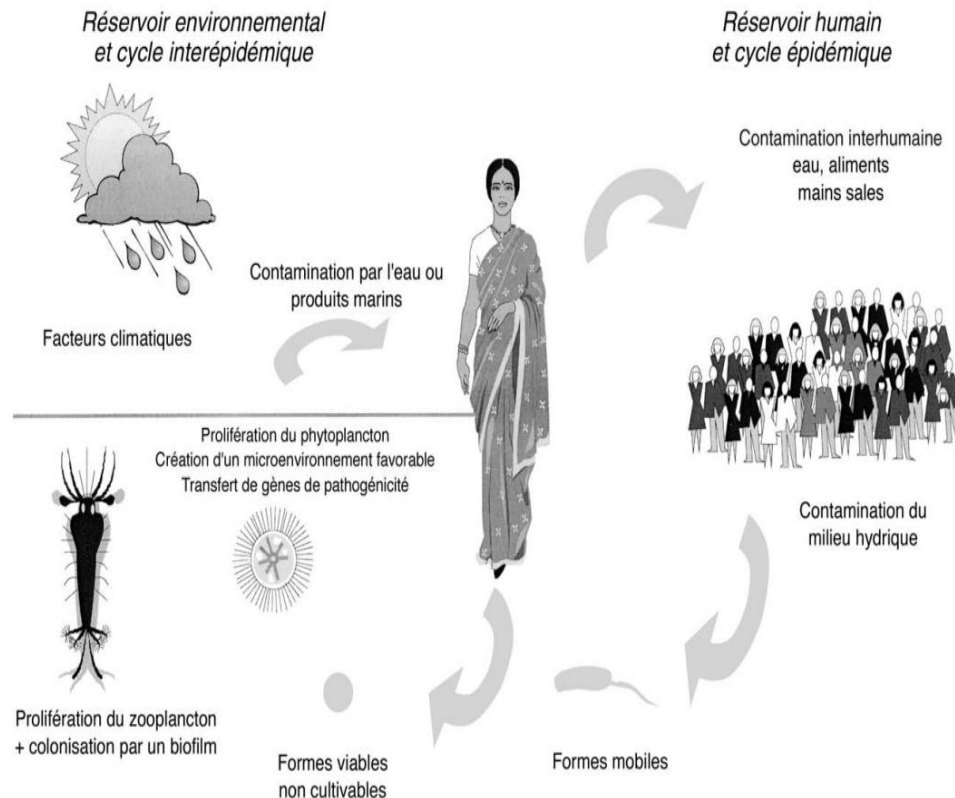 Réservoir environnemental
et cycle interépidémique
Réservoir humain
et cycle épidémique
Contamination interhumaine
eau, aliments
mains sales
Contamination par l'eau ou
produits marins
Facteurs climatiques
Prolifération du phytoplancton
Création d'un microenvironnement favorable
Transfert de gènes de pathogénicité
Contamination du
milieu hydrique
Prolifération du zooplancton
+ colonisation par un biofilm
Formes viables
non cultivables
Formes mobiles